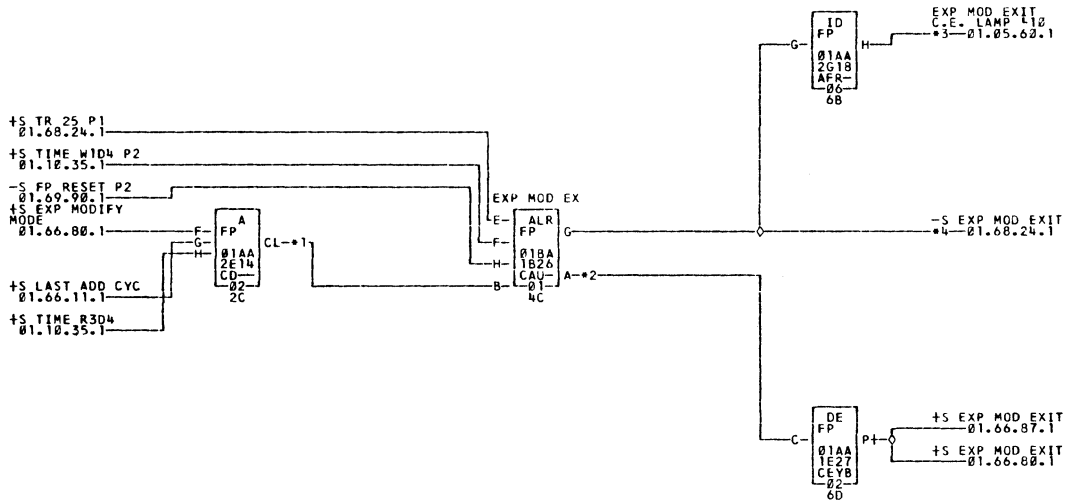 EXP MOD EXIT
C.E. LAMP L10
*3—01.05.60.1
ID
FP
G
H
01AA
2G18
AFR-
06
6B
+S TR 25 P1
01.68.24.1
+S TIME W1D4 P2
01.10.35.1
-S FP RESET P2
01.69.90.1
+S EXP MODIFY
MODE
01.66.80.1
+S LAST ADD CYC
01.66.11.1
+S TIME R3D4
01.10.35.1
A
F
FP
G
H
CL-*1
01AA
2E14
CD-
02
2C
EXP MOD EX
E
ALR
FP
G
F
01BA
H
1B26
CAU-
A-*2
B
01
4C
-S EXP MOD EXIT
*4—01.68.24.1
DE
FP
C
P+
01AA
1E27
CEYB
02
6D
+S EXP MOD EXIT
01.66.87.1
+S EXP MOD EXIT
01.66.80.1